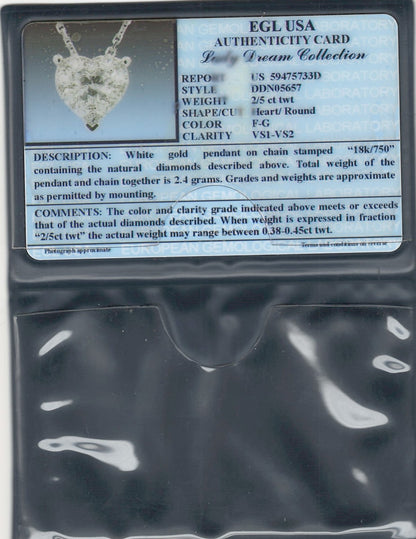 EGL USA
AUTHENTICITY CARD
Lady Dream Collection
REPORT US 59475733D
STYLE DDN05657
WEIGHT 2/5 ct twt
SHAPE/CUT Heart/ Round
COLOR F-G
CLARITY VS1-VS2
DESCRIPTION: White gold pendant on chain stamped "18k/750"
containing the natural diamonds described above. Total weight of the
pendant and chain together is 2.4 grams. Grades and weights are approximate
as permitted by mounting.
COMMENTS: The color and clarity grade indicated above meets or exceeds
that of the actual diamonds described. When weight is expressed in fraction
"2/5ct twt" the actual weight may range between 0.38-0.45ct twt.
Photograph approximate Terms and conditions on reverse